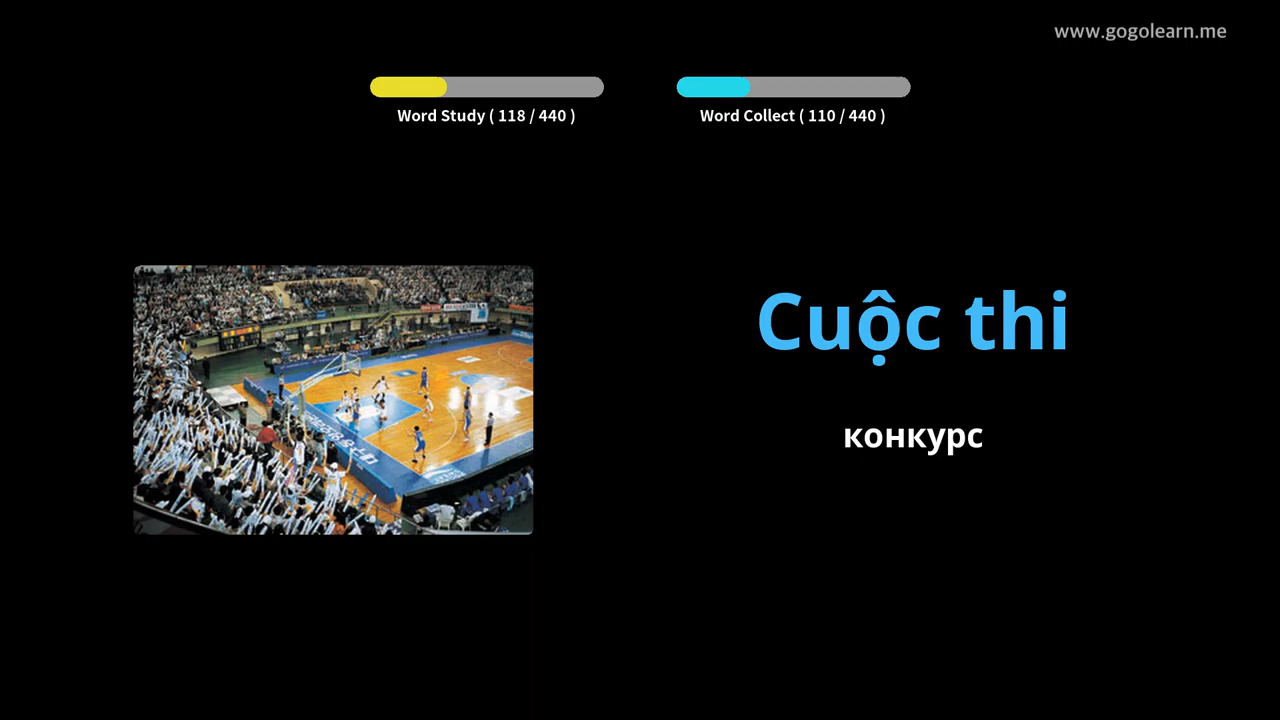 www.gogolearn.me
Word Study ( 118 / 440 )
Word Collect ( 110 / 440 )
Cuộc thi
конкурс